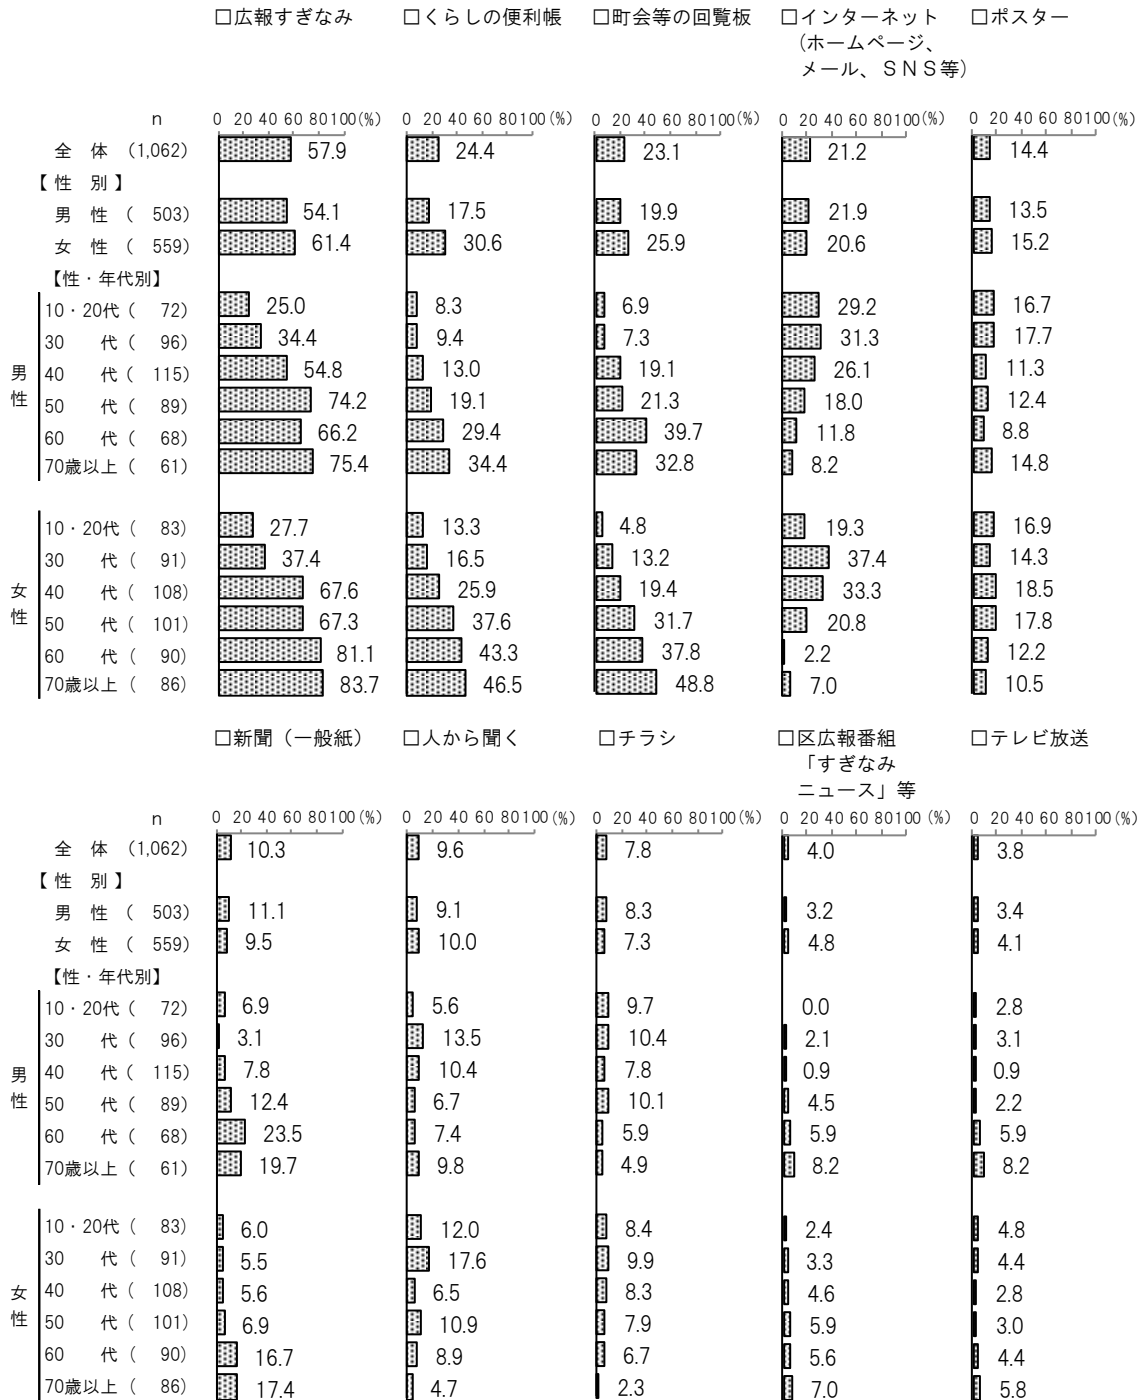 □広報すぎなみ □くらしの便利帳 □町会等の回覧板 □インターネット □ポスター
(ホームページ、
メール、ＳＮＳ等)
n 0 20 40 60 80 100(%) 0 20 40 60 80 100(%) 0 20 40 60 80 100(%) 0 20 40 60 80 100(%) 0 20 40 60 80 100(%)
全 体 (1,062) 57.9 24.4 23.1 21.2 14.4
【 性 別 】
男 性 ( 503) 54.1 17.5 19.9 21.9 13.5
女 性 ( 559) 61.4 30.6 25.9 20.6 15.2
【性・年代別】
10・20代 ( 72) 25.0 8.3 6.9 29.2 16.7
30 代 ( 96) 34.4 9.4 7.3 31.3 17.7
男性
40 代 ( 115) 54.8 13.0 19.1 26.1 11.3
50 代 ( 89) 74.2 19.1 21.3 18.0 12.4
60 代 ( 68) 66.2 29.4 39.7 11.8 8.8
70歳以上 ( 61) 75.4 34.4 32.8 8.2 14.8
10・20代 ( 83) 27.7 13.3 4.8 19.3 16.9
30 代 ( 91) 37.4 16.5 13.2 37.4 14.3
女性
40 代 ( 108) 67.6 25.9 19.4 33.3 18.5
50 代 ( 101) 67.3 37.6 31.7 20.8 17.8
60 代 ( 90) 81.1 43.3 37.8 2.2 12.2
70歳以上 ( 86) 83.7 46.5 48.8 7.0 10.5
□新聞（一般紙） □人から聞く □チラシ □区広報番組 □テレビ放送
「すぎなみ
ニュース」等
n 0 20 40 60 80 100(%) 0 20 40 60 80 100(%) 0 20 40 60 80 100(%) 0 20 40 60 80 100(%) 0 20 40 60 80 100(%)
全 体 (1,062) 10.3 9.6 7.8 4.0 3.8
【 性 別 】
男 性 ( 503) 11.1 9.1 8.3 3.2 3.4
女 性 ( 559) 9.5 10.0 7.3 4.8 4.1
【性・年代別】
10・20代 ( 72) 6.9 5.6 9.7 0.0 2.8
30 代 ( 96) 3.1 13.5 10.4 2.1 3.1
男性
40 代 ( 115) 7.8 10.4 7.8 0.9 0.9
50 代 ( 89) 12.4 6.7 10.1 4.5 2.2
60 代 ( 68) 23.5 7.4 5.9 5.9 5.9
70歳以上 ( 61) 19.7 9.8 4.9 8.2 8.2
10・20代 ( 83) 6.0 12.0 8.4 2.4 4.8
30 代 ( 91) 5.5 17.6 9.9 3.3 4.4
女性
40 代 ( 108) 5.6 6.5 8.3 4.6 2.8
50 代 ( 101) 6.9 10.9 7.9 5.9 3.0
60 代 ( 90) 16.7 8.9 6.7 5.6 4.4
70歳以上 ( 86) 17.4 4.7 2.3 7.0 5.8